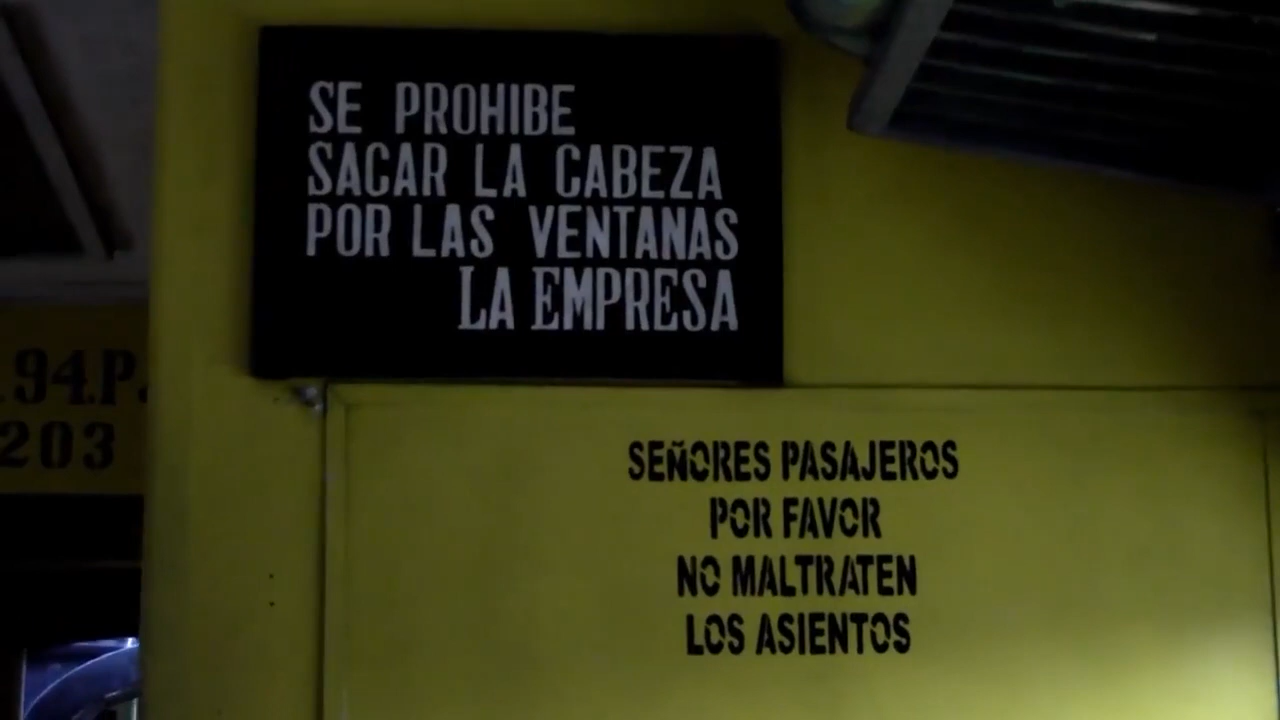 SE PROHIBE
SACAR LA CABEZA
POR LAS VENTANAS
LA EMPRESA
.94.P.
203
SEÑORES PASAJEROS
POR FAVOR
NO MALTRATEN
LOS ASIENTOS